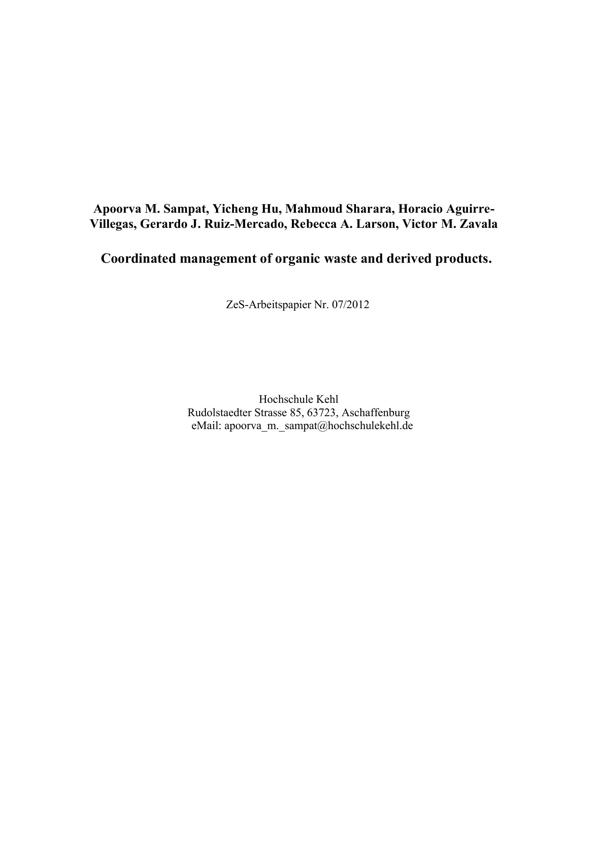 Apoorva M. Sampat, Yicheng Hu, Mahmoud Sharara, Horacio Aguirre-
Villegas, Gerardo J. Ruiz-Mercado, Rebecca A. Larson, Victor M. Zavala
Coordinated management of organic waste and derived products.
ZeS-Arbeitspapier Nr. 07/2012
Hochschule Kehl
Rudolstaedter Strasse 85, 63723, Aschaffenburg
eMail: apoorva_m._sampat@hochschulekehl.de